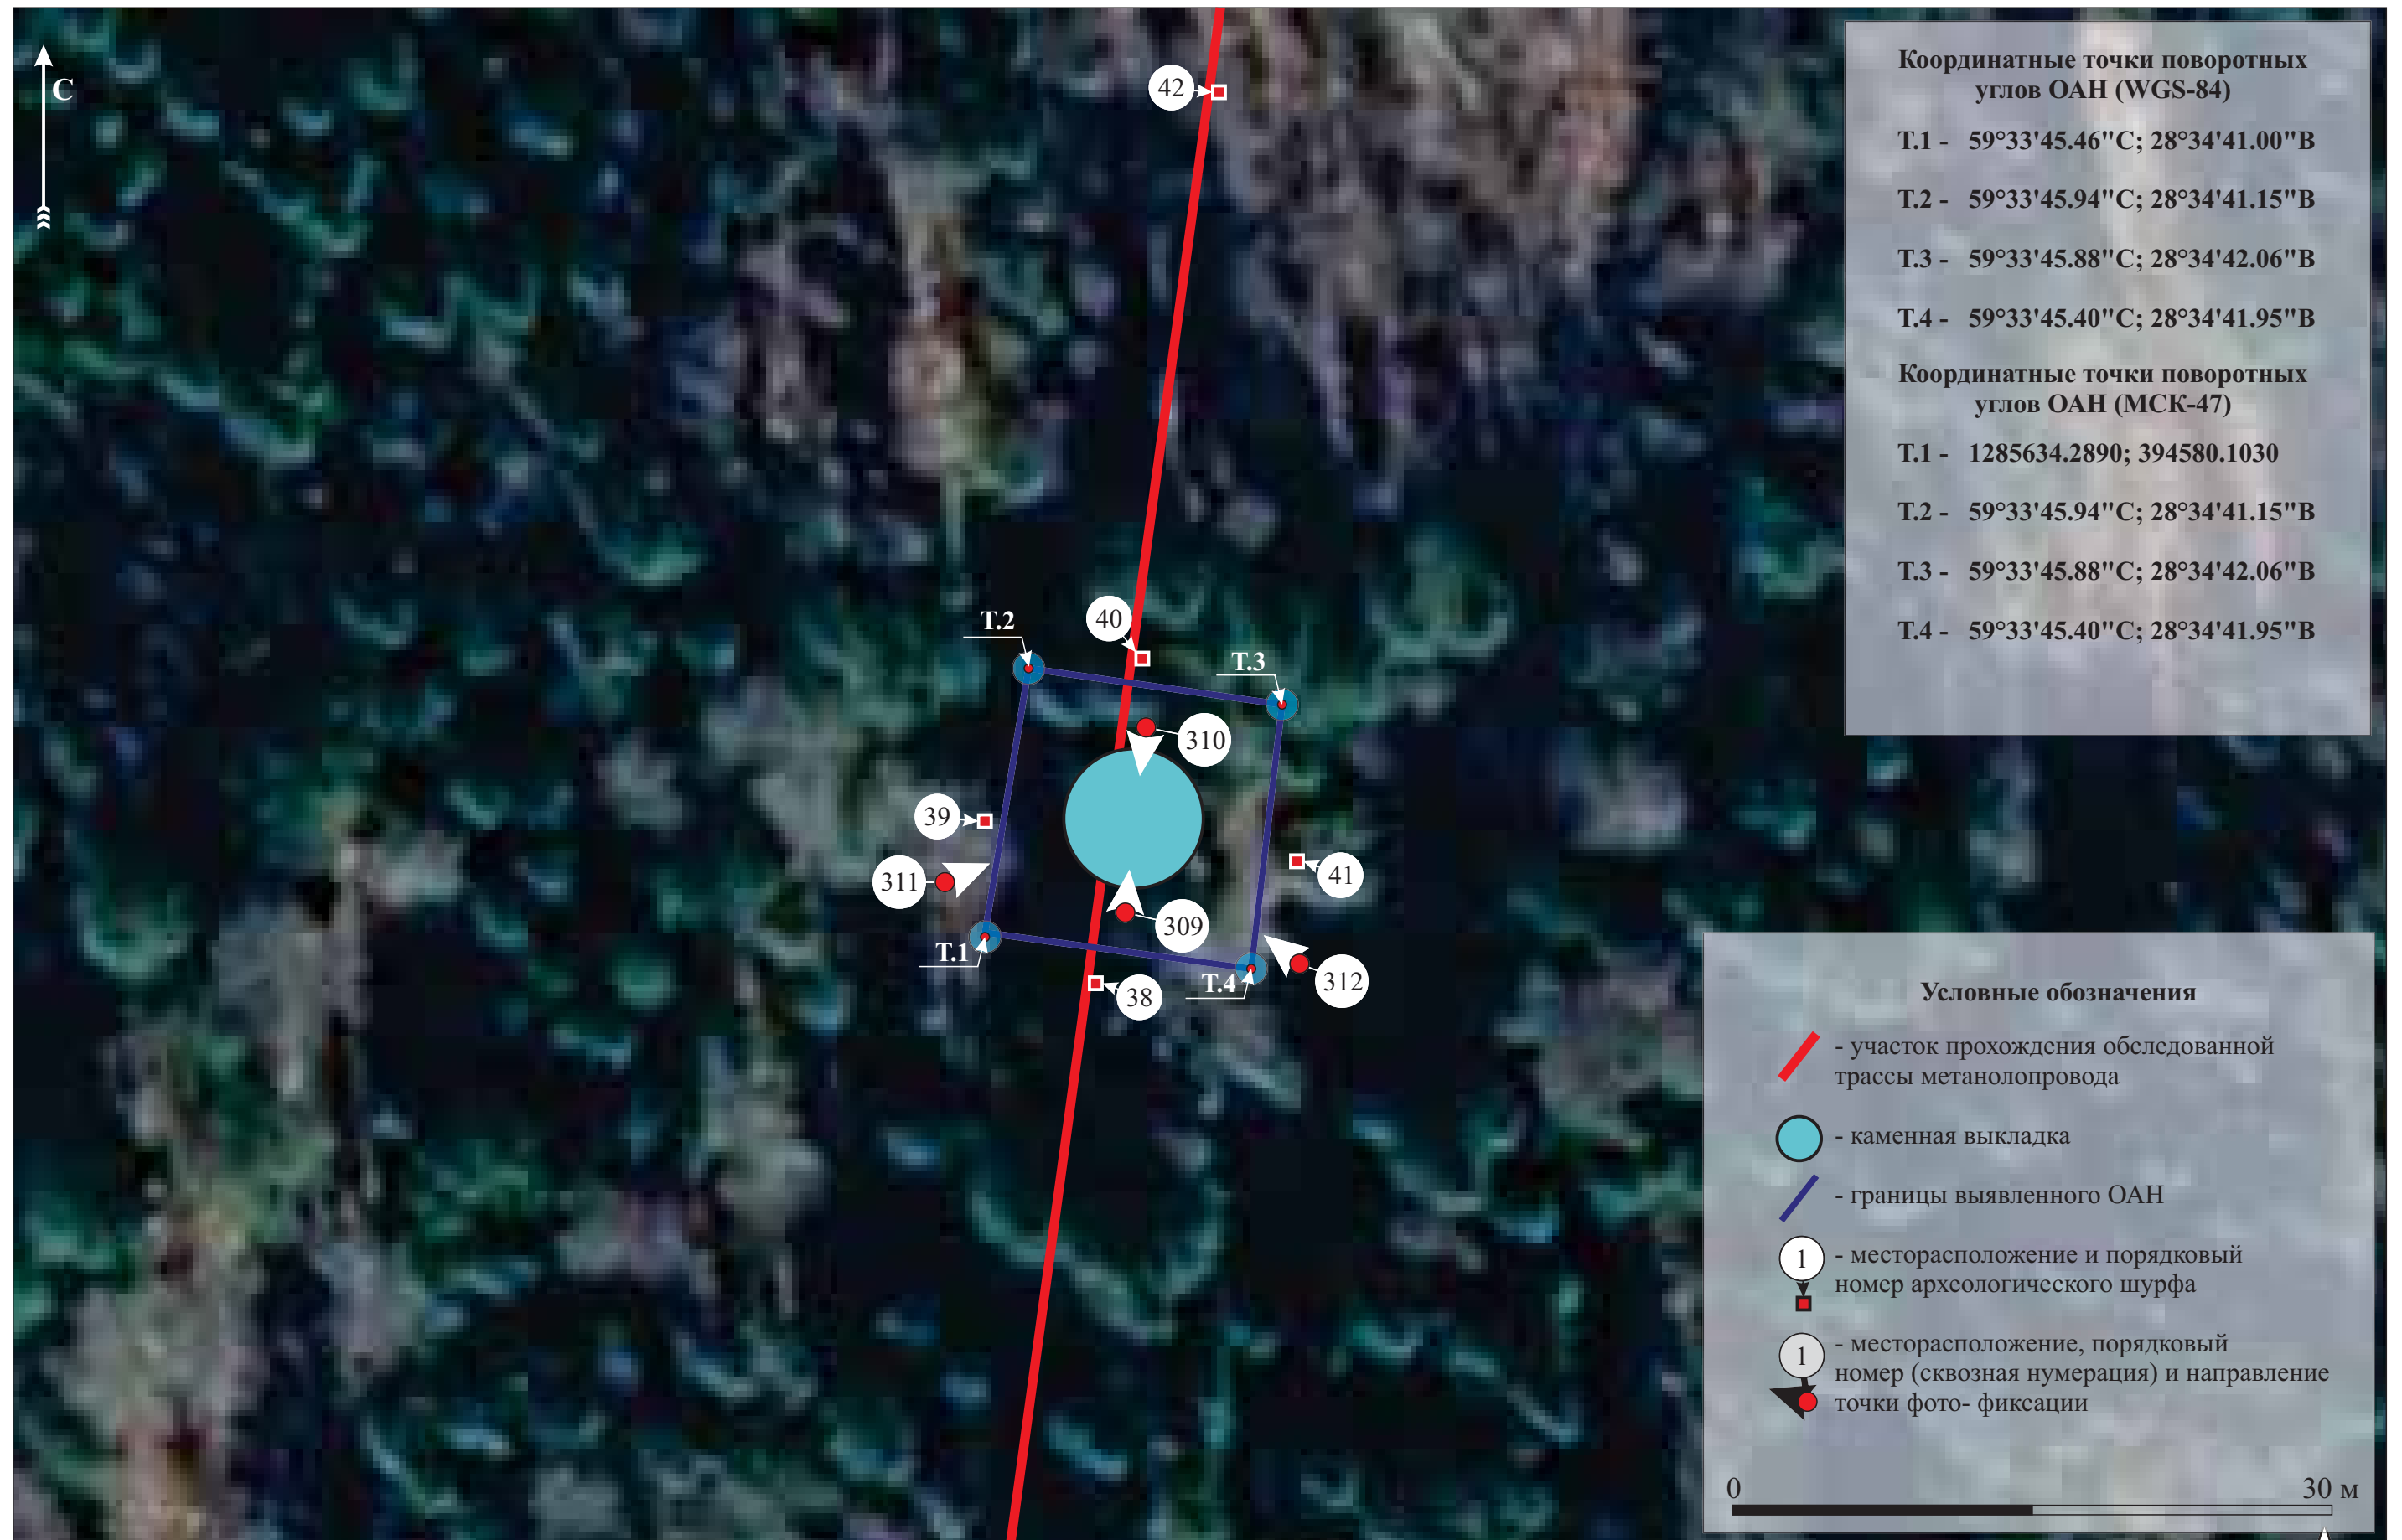 С
42
40
Т.2
Т.3
310
39
311
41
309
Т.1
312
Т.4
38
Координатные точки поворотных
углов ОАН (WGS-84)
Т.1 - 59°33'45.46"С; 28°34'41.00"В
Т.2 - 59°33'45.94"С; 28°34'41.15"В
Т.3 - 59°33'45.88"С; 28°34'42.06"В
Т.4 - 59°33'45.40"С; 28°34'41.95"В
Координатные точки поворотных
углов ОАН (МСК-47)
Т.1 - 1285634.2890; 394580.1030
Т.2 - 59°33'45.94"С; 28°34'41.15"В
Т.3 - 59°33'45.88"С; 28°34'42.06"В
Т.4 - 59°33'45.40"С; 28°34'41.95"В
Условные обозначения
- участок прохождения обследованной
трассы метанолопровода
- каменная выкладка
- границы выявленного ОАН
1 - месторасположение и порядковый
номер археологического шурфа
1 - месторасположение, порядковый
номер (сквозная нумерация) и направление
точки фото- фиксации
0 30 м